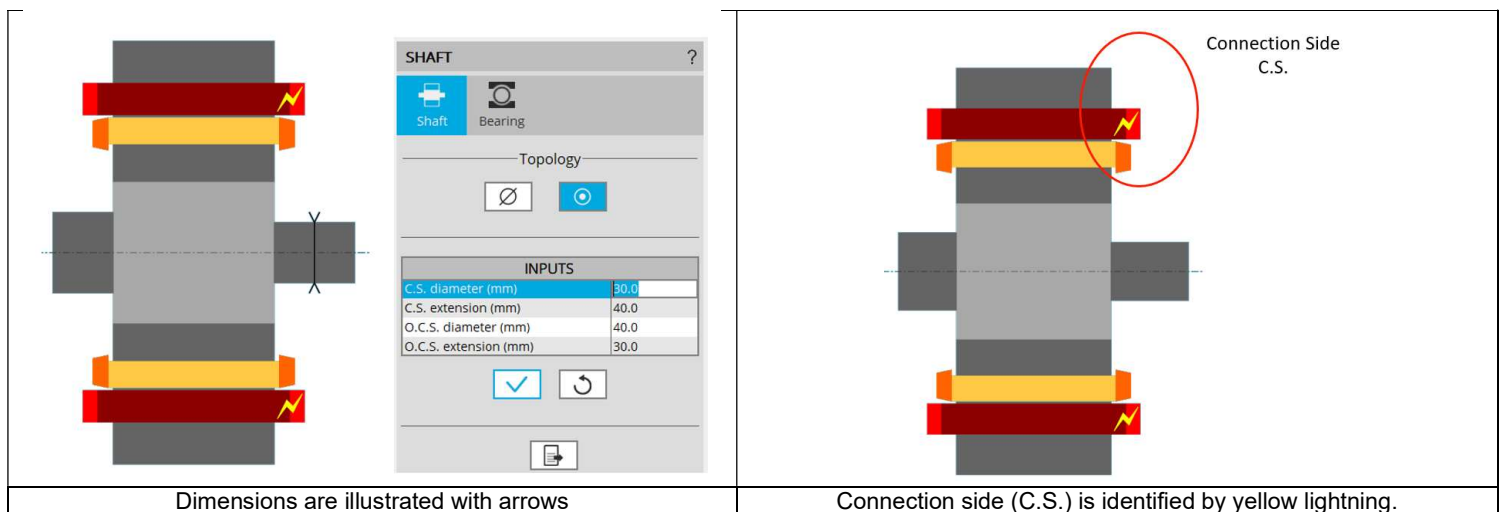 SHAFT ?
Shaft Bearing
Topology
INPUTS
C.S. diameter (mm) 30.0
C.S. extension (mm) 40.0
O.C.S. diameter (mm) 40.0
O.C.S. extension (mm) 30.0
Dimensions are illustrated with arrows
Connection Side
C.S.
Connection side (C.S.) is identified by yellow lightning.